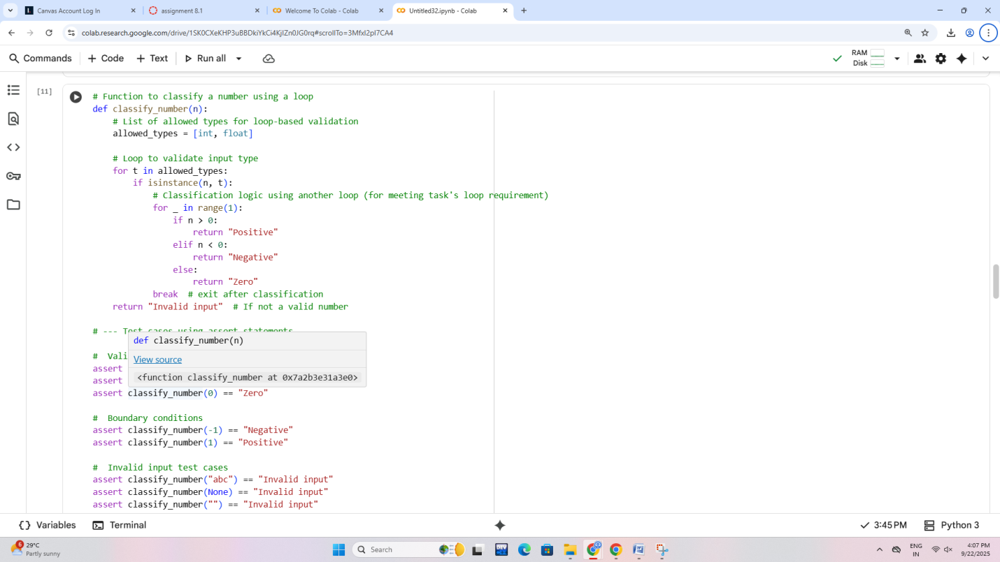 Canvas Account Log In
assignment 8.1
Welcome To Colab - Colab
Untitled32.ipynb - Colab
colab.research.google.com/drive/1SK0CXeKHP3uBBDkiYkCi4KjIZn0JG0rq#scrollTo=3Mfxl2pI7CA4
Commands
+ Code
+ Text
Run all
RAM
Disk
[11]
# Function to classify a number using a loop
def classify_number(n):
    # List of allowed types for loop-based validation
    allowed_types = [int, float]
    # Loop to validate input type
    for t in allowed_types:
        if isinstance(n, t):
            # Classification logic using another loop (for meeting task's loop requirement)
            for _ in range(1):
                if n > 0:
                    return "Positive"
                elif n < 0:
                    return "Negative"
                else:
                    return "Zero"
            break  # exit after classification
    return "Invalid input"  # If not a valid number
# --- Test cases using assert statements
def classify_number(n)
View source
<function classify_number at 0x7a2b3e31a3e0>
#  Vali
assert
assert
assert classify_number(0) == "Zero"
#  Boundary conditions
assert classify_number(-1) == "Negative"
assert classify_number(1) == "Positive"
#  Invalid input test cases
assert classify_number("abc") == "Invalid input"
assert classify_number(None) == "Invalid input"
assert classify_number("") == "Invalid input"
{} Variables
Terminal
3:45 PM
Python 3
6
29°C
Partly sunny
Search
ENG
IN
4:07 PM
9/22/2025